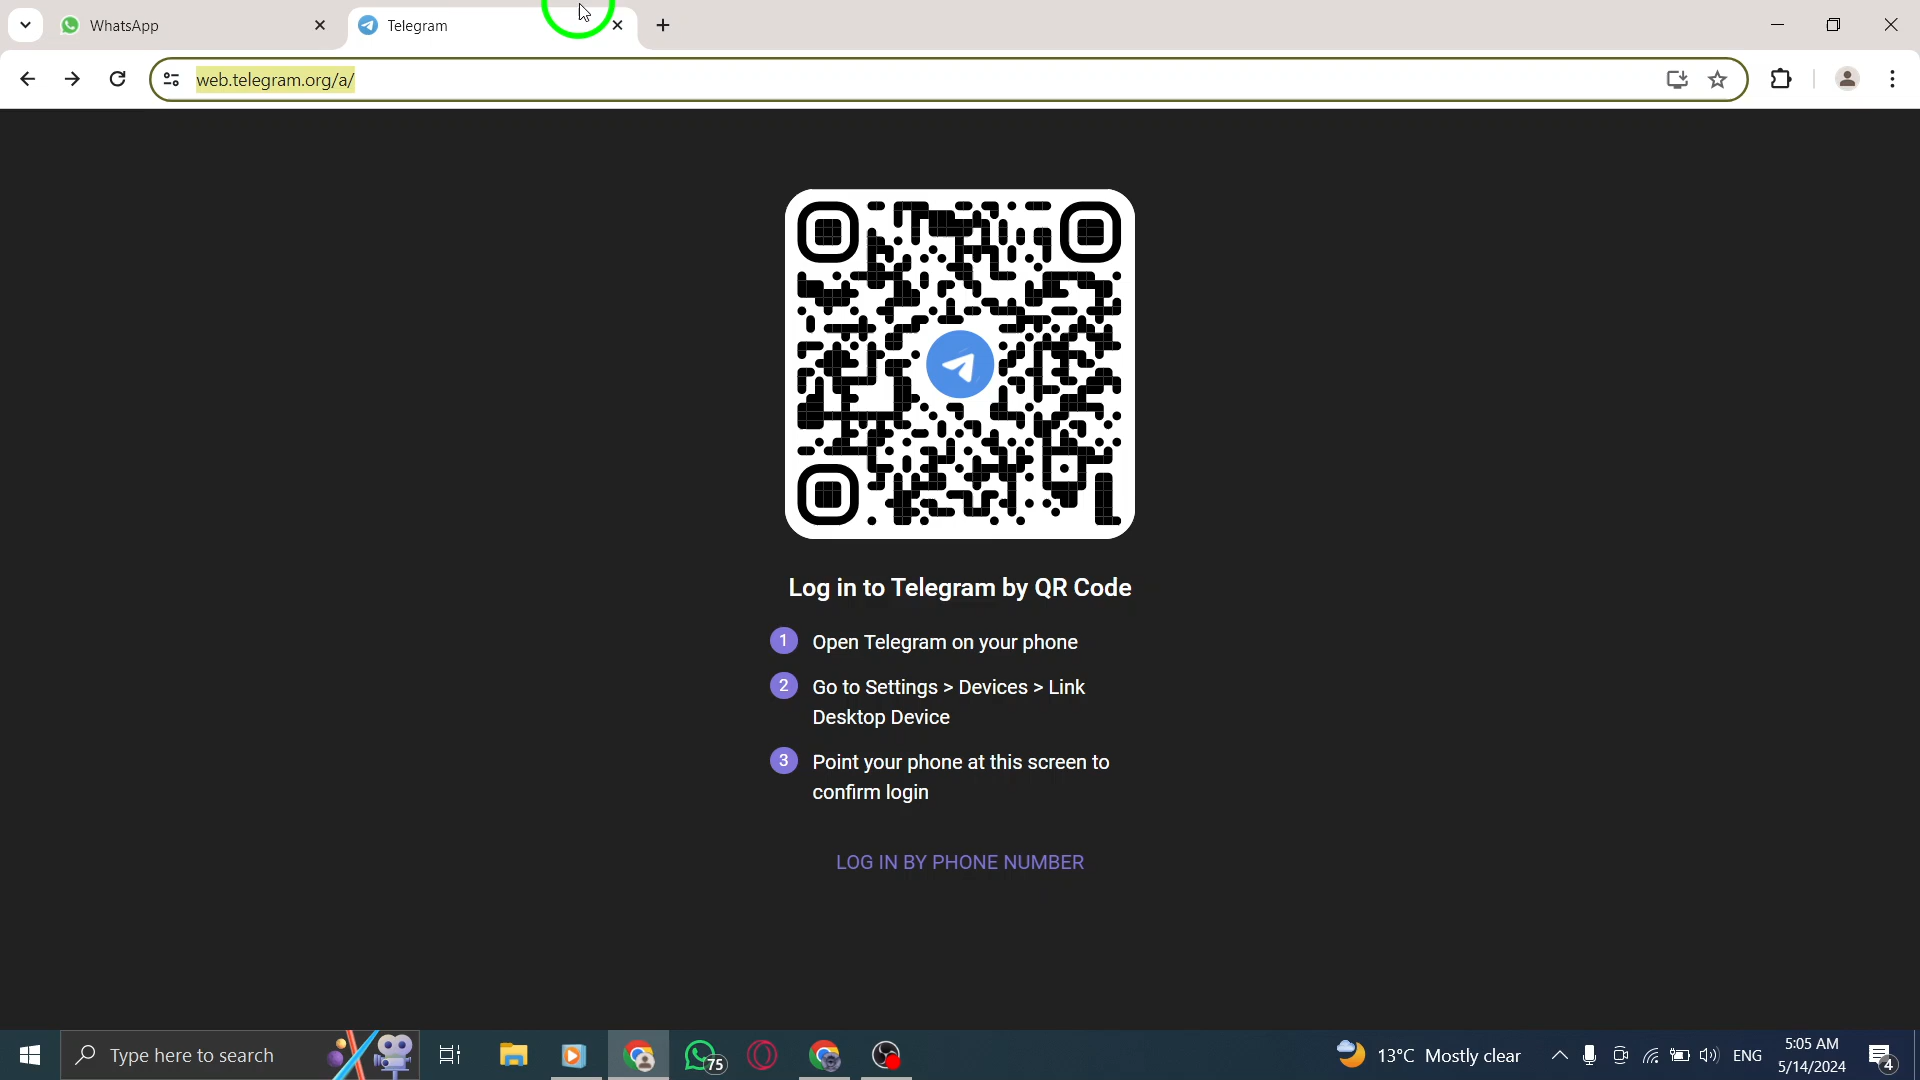 WhatsApp
Telegram
web.telegram.org/a/
Log in to Telegram by QR Code
1 Open Telegram on your phone
2 Go to Settings > Devices > Link
Desktop Device
3 Point your phone at this screen to
confirm login
LOG IN BY PHONE NUMBER
Type here to search
75
13°C Mostly clear
ENG
5:05 AM
5/14/2024
4